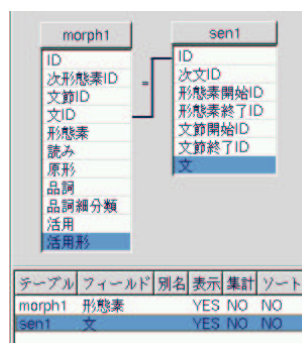 morph1
ID
次形態素ID
文節ID
文ID
形態素
読み
原形
品詞
品詞細分類
活用
活用形
=
sen1
ID
次文ID
形態素開始ID
形態素終了ID
文節開始ID
文節終了ID
文
テーブル フィールド 別名 表示 集計 ソート
morph1 形態素 YES NO NO
sen1 文 YES NO NO